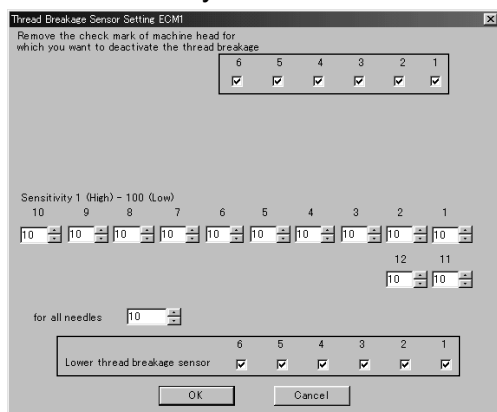 Thread Breakage Sensor Setting ECM1
Remove the check mark of machine head for
which you want to deactivate the thread breakage
6 5 4 3 2 1
Sensitivity 1 (High) - 100 (Low)
10 9 8 7 6 5 4 3 2 1
10 10 10 10 10 10 10 10 10 10
12 11
10 10
for all needles 10
6 5 4 3 2 1
Lower thread breakage sensor
OK Cancel